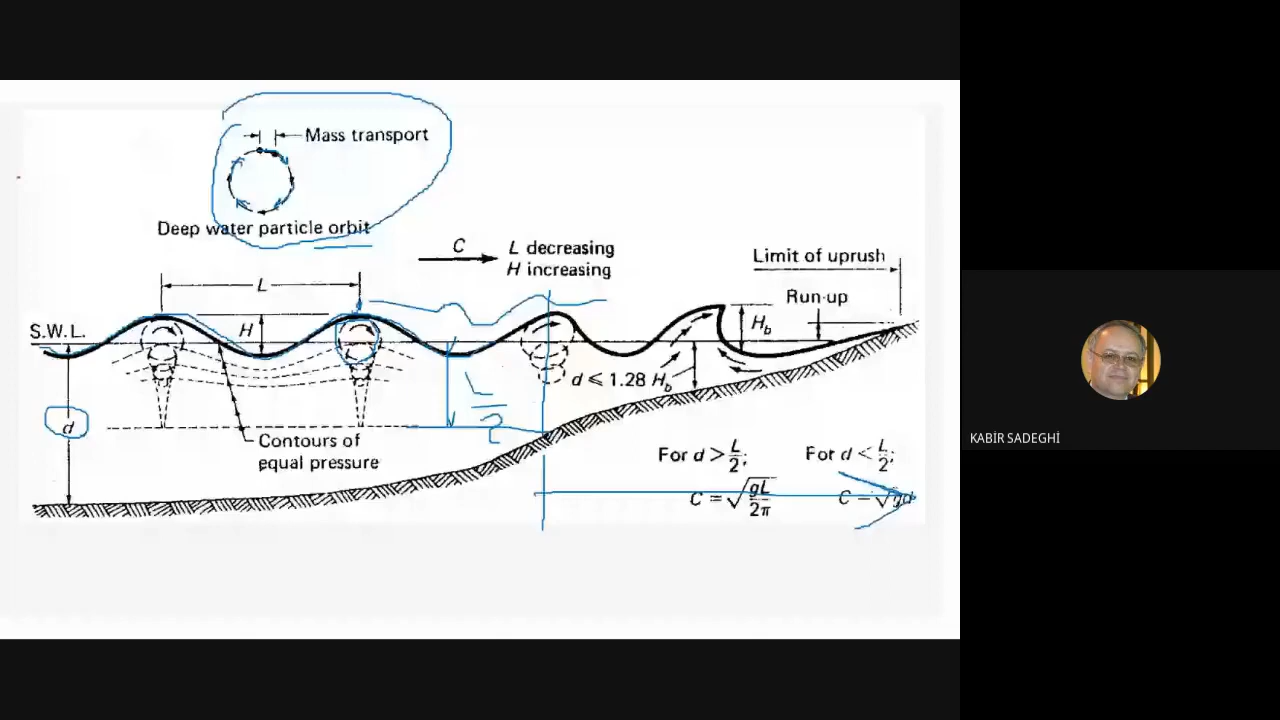 Mass transport
Deep water particle orbit
C
L decreasing
H increasing
Limit of uprush
L
Run-up
S.W.L.
H
H_b
d ≤ 1.28 H_b
L/2
d
Contours of
equal pressure
For d > L/2;
C = √(gL/2π)
For d < L/2;
C = √gd
KABİR SADEGHİ